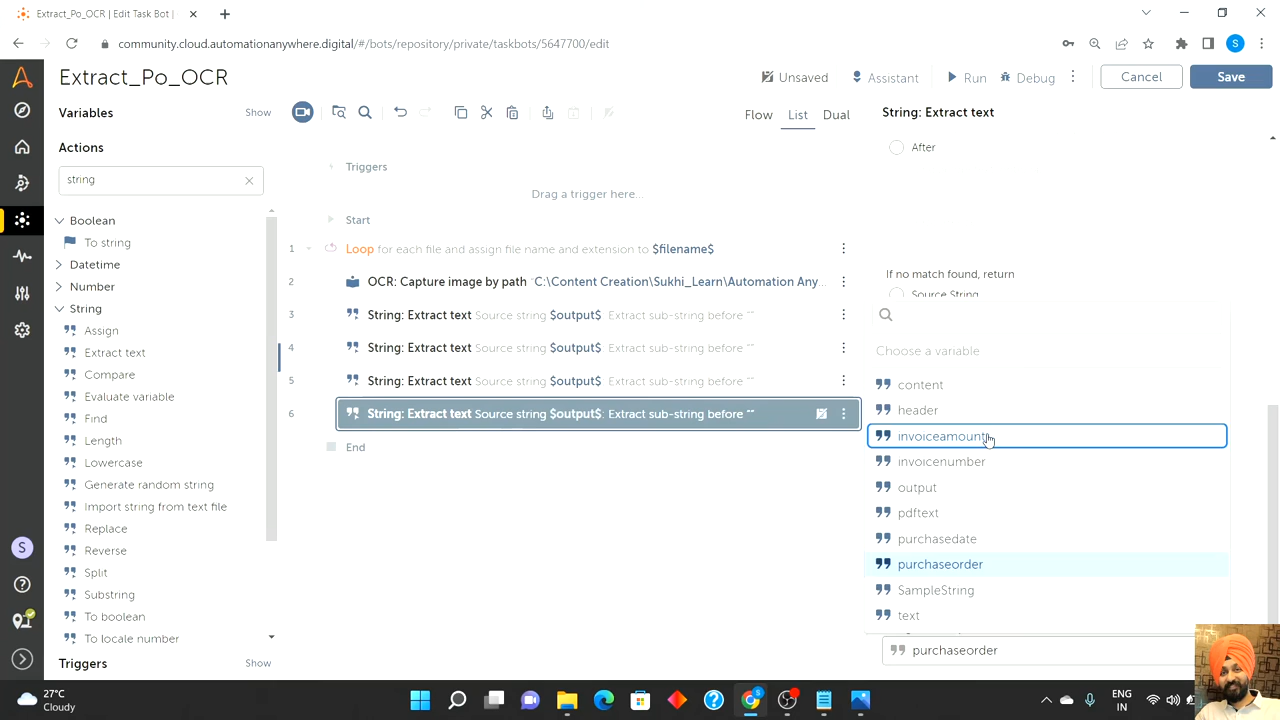 Extract_Po_OCR | Edit Task Bot |
community.cloud.automationanywhere.digital/#/bots/repository/private/taskbots/5647700/edit
S
Extract_Po_OCR
Unsaved
Assistant
Run
Debug
Cancel
Save
Variables
Show
Flow
List
Dual
String: Extract text
Actions
After
string
Triggers
Drag a trigger here...
Boolean
To string
Datetime
Number
String
Assign
Extract text
Compare
Evaluate variable
Find
Length
Lowercase
Generate random string
Import string from text file
Replace
Reverse
Split
Substring
To boolean
To locale number
Triggers
Show
Start
1 Loop for each file and assign file name and extension to $filename$
2 OCR: Capture image by path "C:\Content Creation\Sukhi_Learn\Automation Any...
3 String: Extract text Source string $output$. Extract sub-string before ""
4 String: Extract text Source string $output$. Extract sub-string before ""
5 String: Extract text Source string $output$. Extract sub-string before ""
6 String: Extract text Source string $output$: Extract sub-string before ""
End
If no match found, return
Source String
Choose a variable
content
header
invoiceamount
invoicenumber
output
pdftext
purchasedate
purchaseorder
SampleString
text
purchaseorder
S
27°C
Cloudy
ENG
IN